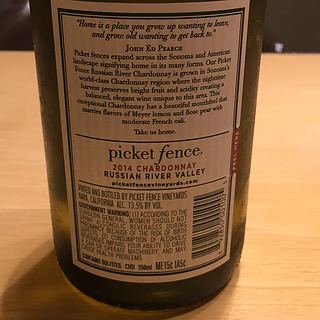 "Home is a place you grow up wanting to leave,
and grow old wanting to get back to."
JOHN ED PEARCE
Picket fences expand across the Sonoma and American
landscape signifying home in its many forms. Our Picket
Fence Russian River Chardonnay is grown in Sonoma's
world-class Chardonnay region where the nighttime
harvest preserves bright fruit and acidity creating a
balanced, elegant wine unique to this area. This
exceptional Chardonnay has a beautiful mouthfeel that
marries flavors of Meyer lemon and Bosc pear with
moderate French oak.
Take us home.
picket fence®
2014 CHARDONNAY
RUSSIAN RIVER VALLEY
picketfencevineyards.com
VINTED AND BOTTLED BY PICKET FENCE VINEYARDS
NAPA, CALIFORNIA ALC. 13.5% BY VOL.
GOVERNMENT WARNING: (1) ACCORDING TO THE
SURGEON GENERAL, WOMEN SHOULD NOT
DRINK ALCOHOLIC BEVERAGES DURING
PREGNANCY BECAUSE OF THE RISK OF BIRTH
DEFECTS. (2) CONSUMPTION OF ALCOHOLIC
BEVERAGES IMPAIRS YOUR ABILITY TO DRIVE
A CAR OR OPERATE MACHINERY, AND MAY
CAUSE HEALTH PROBLEMS.
CONTAINS SULFITES CHD 750ml ME15¢ IA5¢
PEEL HERE